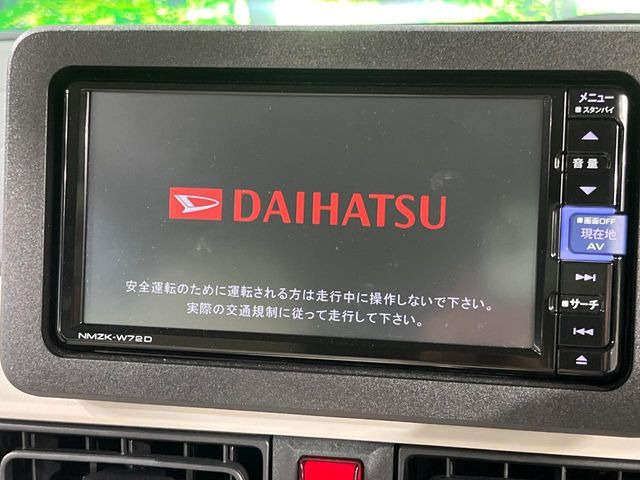 DAIHATSU
安全運転のために運転される方は走行中に操作しないで下さい。
実際の交通規制に従って走行して下さい。
NMZK-W72D
メニュー
■スタンバイ
音量
■画面OFF
現在地
AV
■サーチ